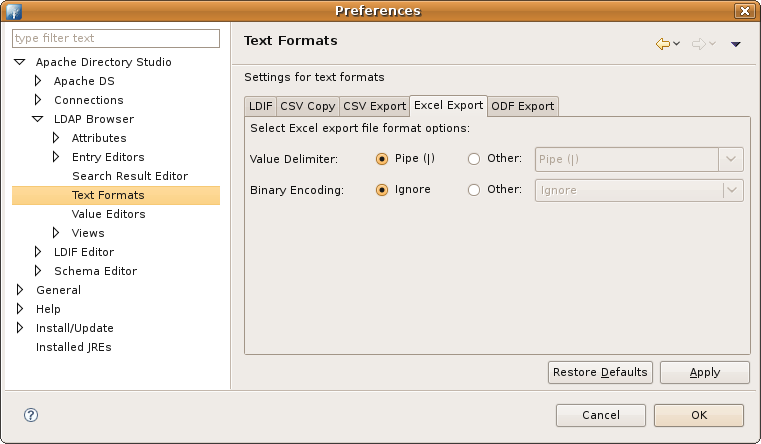 Preferences
type filter text
Apache Directory Studio
Apache DS
Connections
LDAP Browser
Attributes
Entry Editors
Search Result Editor
Text Formats
Value Editors
Views
LDIF Editor
Schema Editor
General
Help
Install/Update
Installed JREs
Text Formats
Settings for text formats
LDIF CSV Copy CSV Export Excel Export ODF Export
Select Excel export file format options:
Value Delimiter: Pipe (|) Other: Pipe (|)
Binary Encoding: Ignore Other: Ignore
Restore Defaults Apply
? Cancel OK